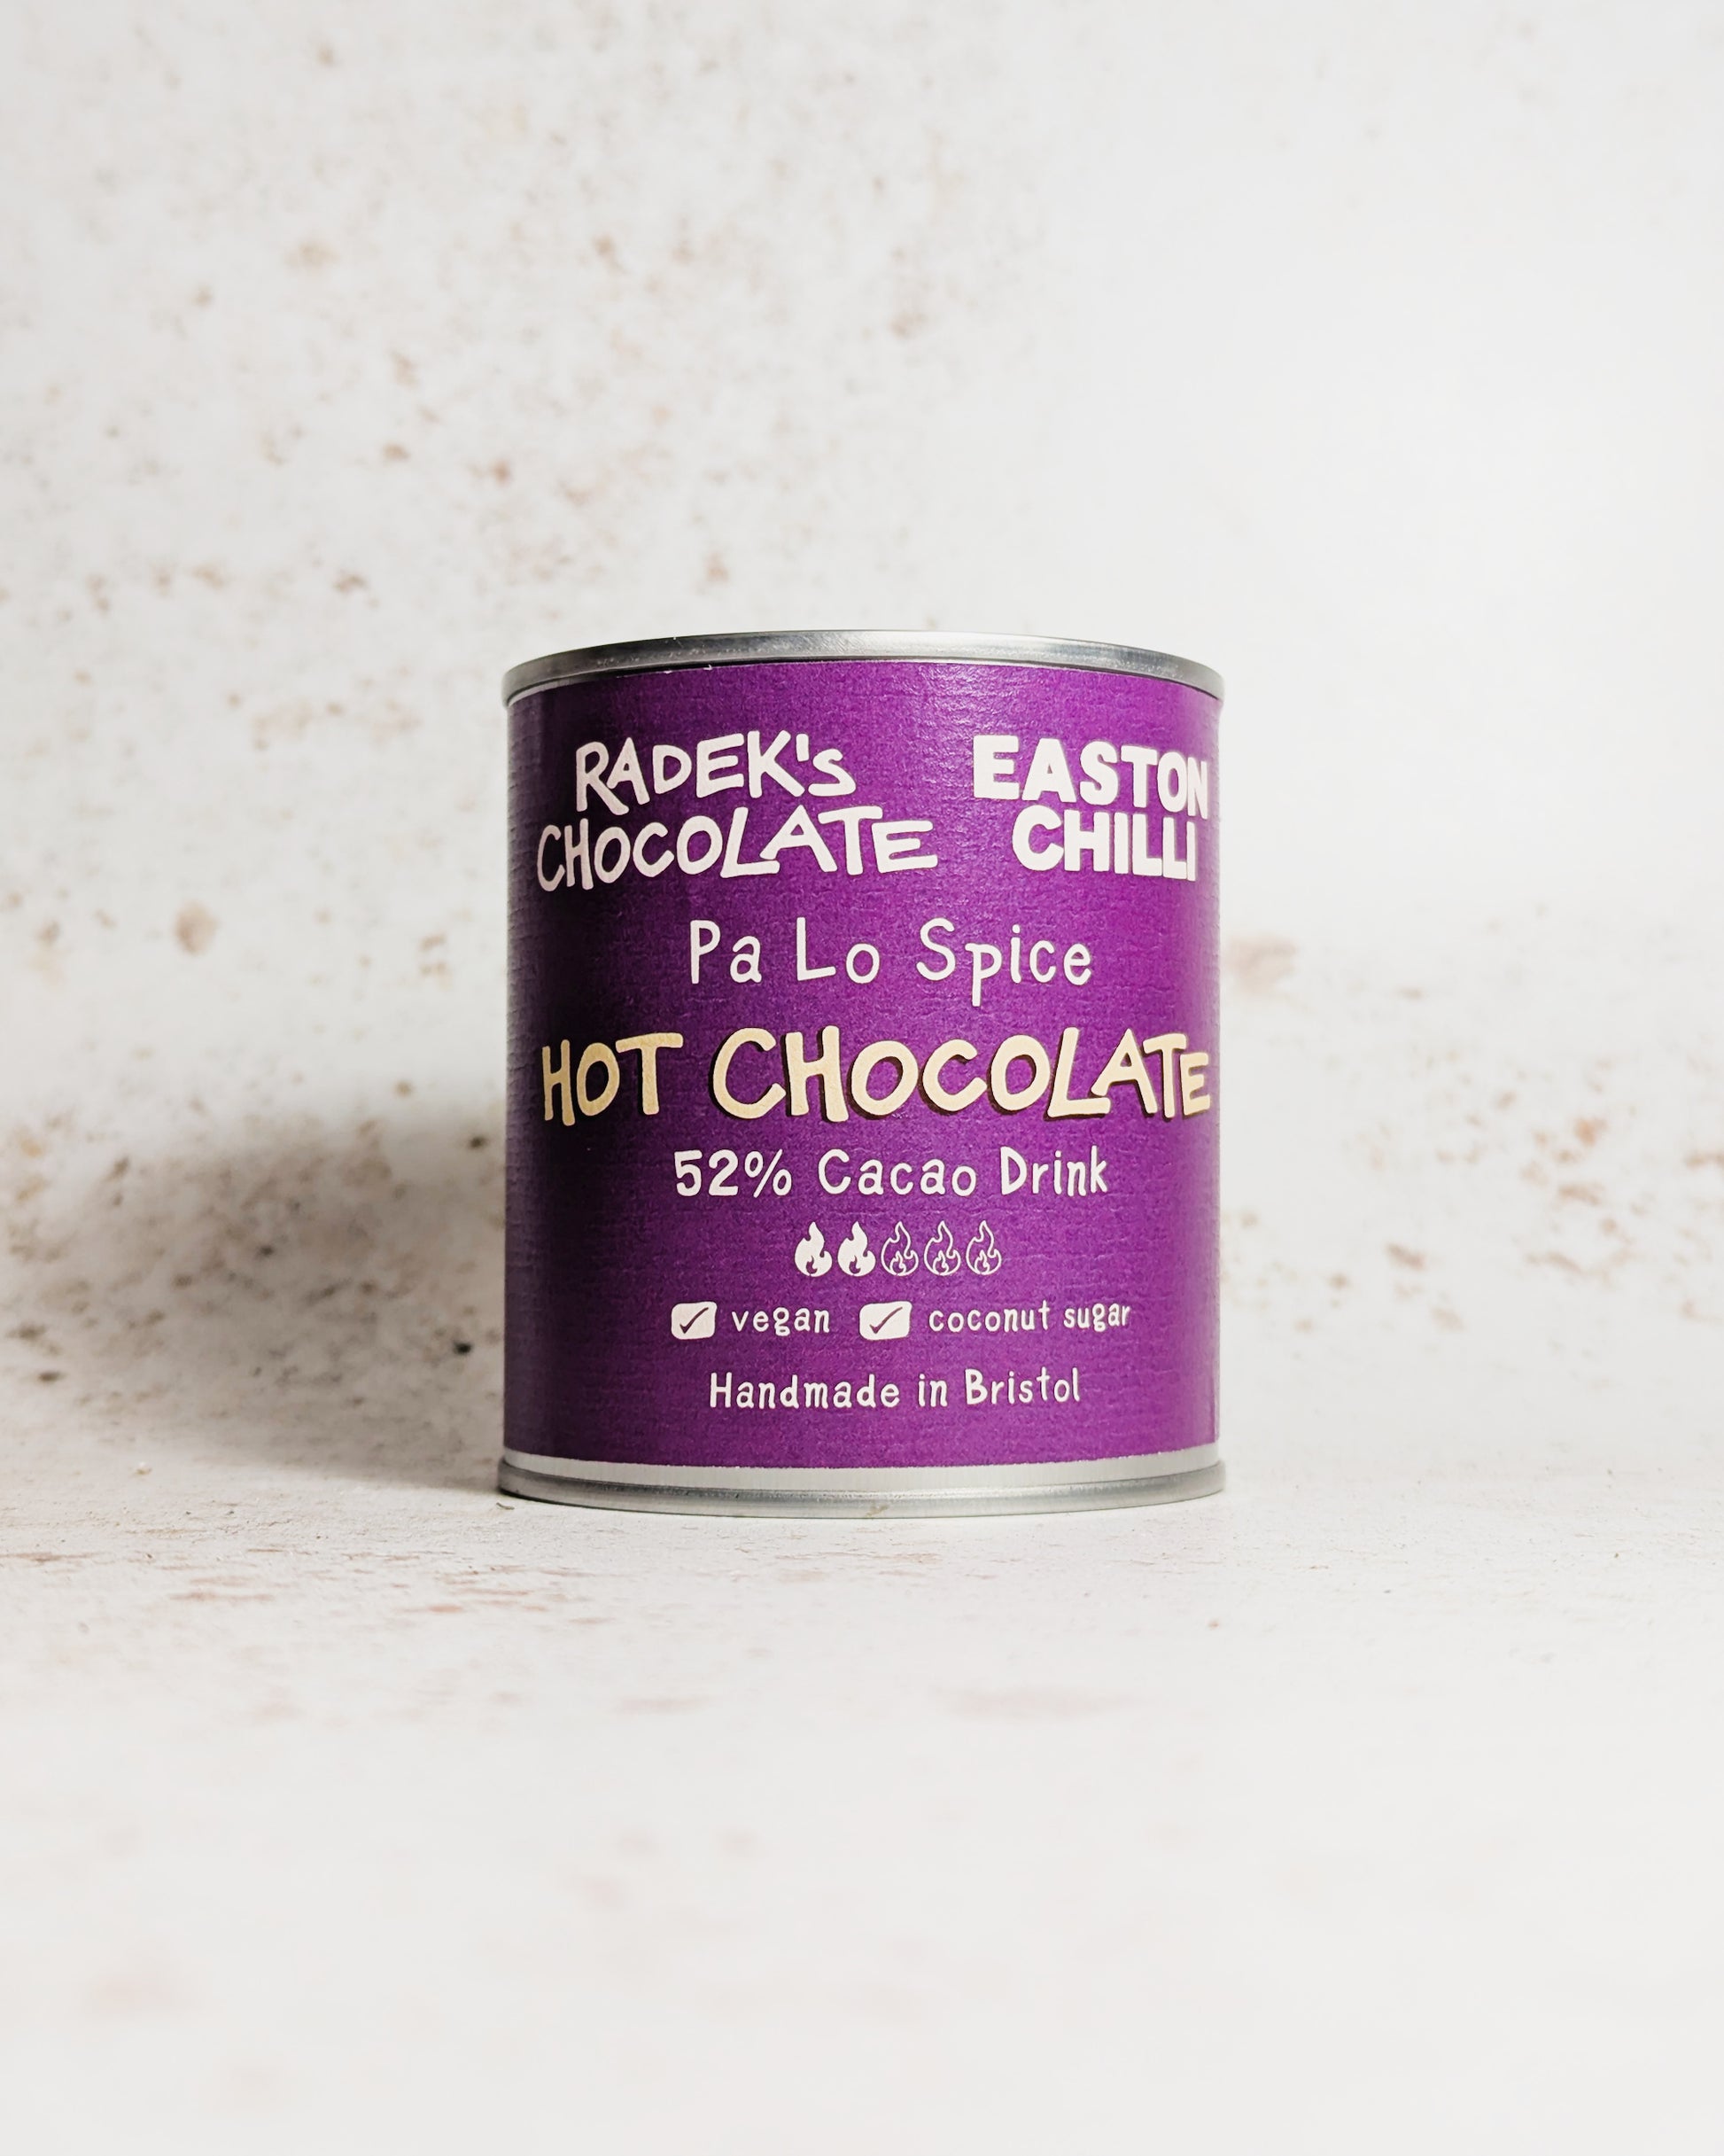 RADEK's
CHOCOLATE
EASTON
CHILLI
Pa Lo Spice
HOT CHOCOLATE
52% Cacao Drink
vegan coconut sugar
Handmade in Bristol